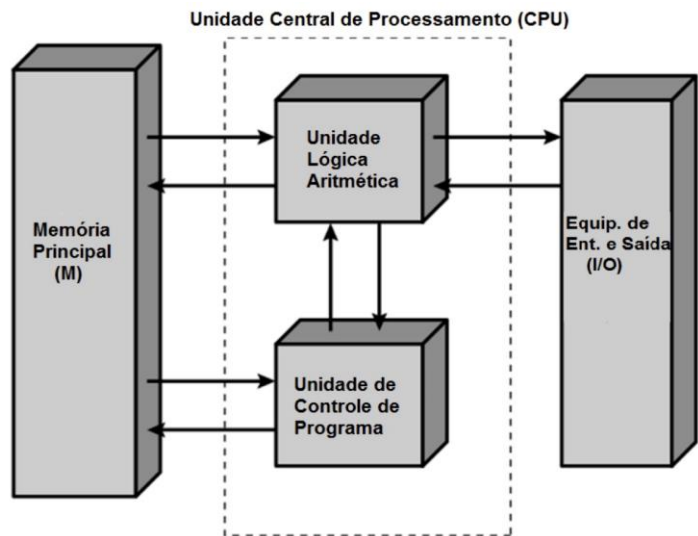 Unidade Central de Processamento (CPU)
Unidade
Lógica
Aritmética
Memória
Principal
(M)
Equip. de
Ent. e Saída
(I/O)
Unidade de
Controle de
Programa